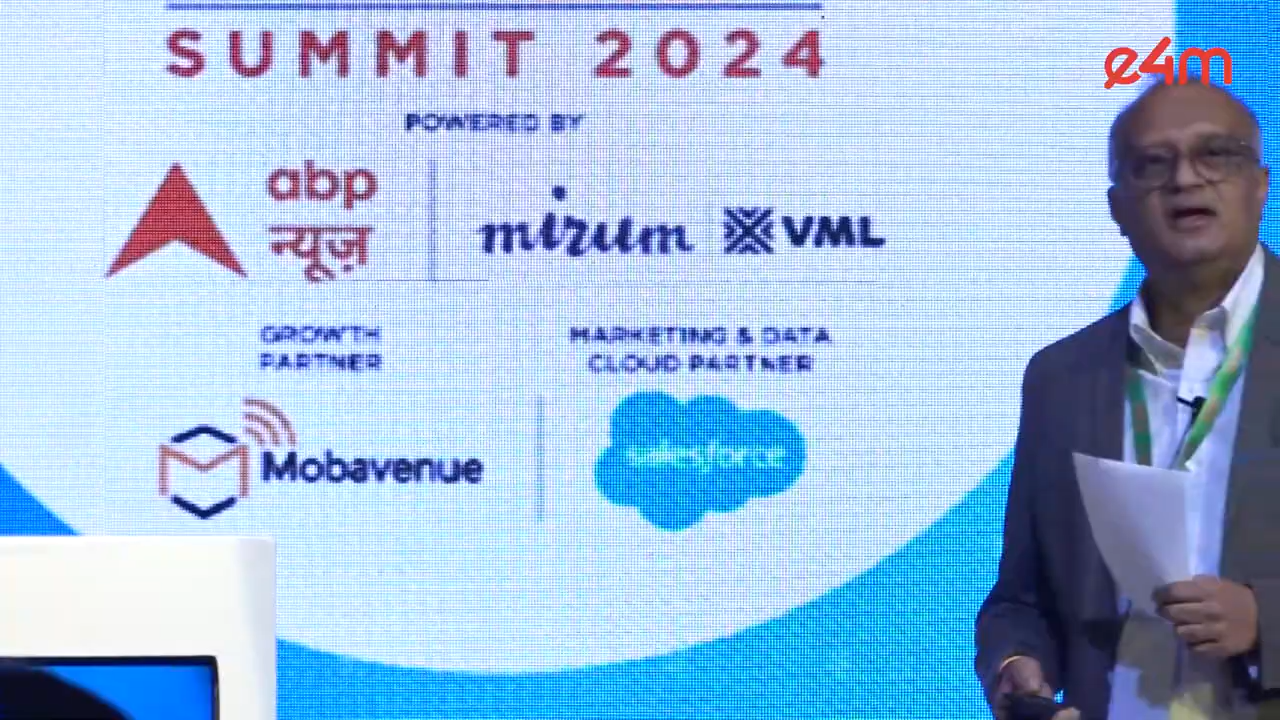 SUMMIT 2024
e4m
POWERED BY
abp
न्यूज़
mirum VML
GROWTH
PARTNER
MARKETING & DATA
CLOUD PARTNER
Mobavenue
salesforce